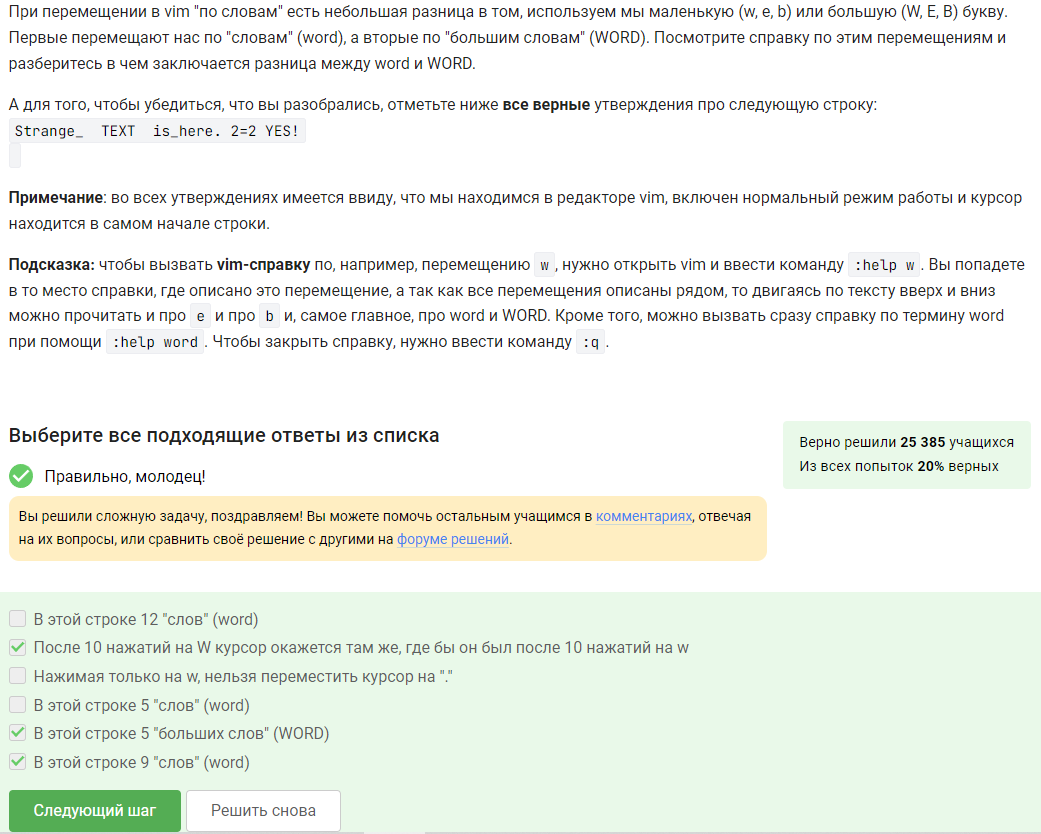 При перемещении в vim "по словам" есть небольшая разница в том, используем мы маленькую (w, e, b) или большую (W, E, B) букву.
Первые перемещают нас по "словам" (word), а вторые по "большим словам" (WORD). Посмотрите справку по этим перемещениям и
разберитесь в чем заключается разница между word и WORD.
А для того, чтобы убедиться, что вы разобрались, отметьте ниже все верные утверждения про следующую строку:
Strange_  TEXT  is_here. 2=2 YES!
Примечание: во всех утверждениях имеется ввиду, что мы находимся в редакторе vim, включен нормальный режим работы и курсор
находится в самом начале строки.
Подсказка: чтобы вызвать vim-справку по, например, перемещению w, нужно открыть vim и ввести команду :help w. Вы попадете
в то место справки, где описано это перемещение, а так как все перемещения описаны рядом, то двигаясь по тексту вверх и вниз
можно прочитать и про e и про b и, самое главное, про word и WORD. Кроме того, можно вызвать сразу справку по термину word
при помощи :help word. Чтобы закрыть справку, нужно ввести команду :q.
Выберите все подходящие ответы из списка
Верно решили 25 385 учащихся
Из всех попыток 20% верных
Правильно, молодец!
Вы решили сложную задачу, поздравляем! Вы можете помочь остальным учащимся в комментариях, отвечая
на их вопросы, или сравнить своё решение с другими на форуме решений.
В этой строке 12 "слов" (word)
После 10 нажатий на W курсор окажется там же, где бы он был после 10 нажатий на w
Нажимая только на w, нельзя переместить курсор на "."
В этой строке 5 "слов" (word)
В этой строке 5 "больших слов" (WORD)
В этой строке 9 "слов" (word)
Следующий шаг
Решить снова